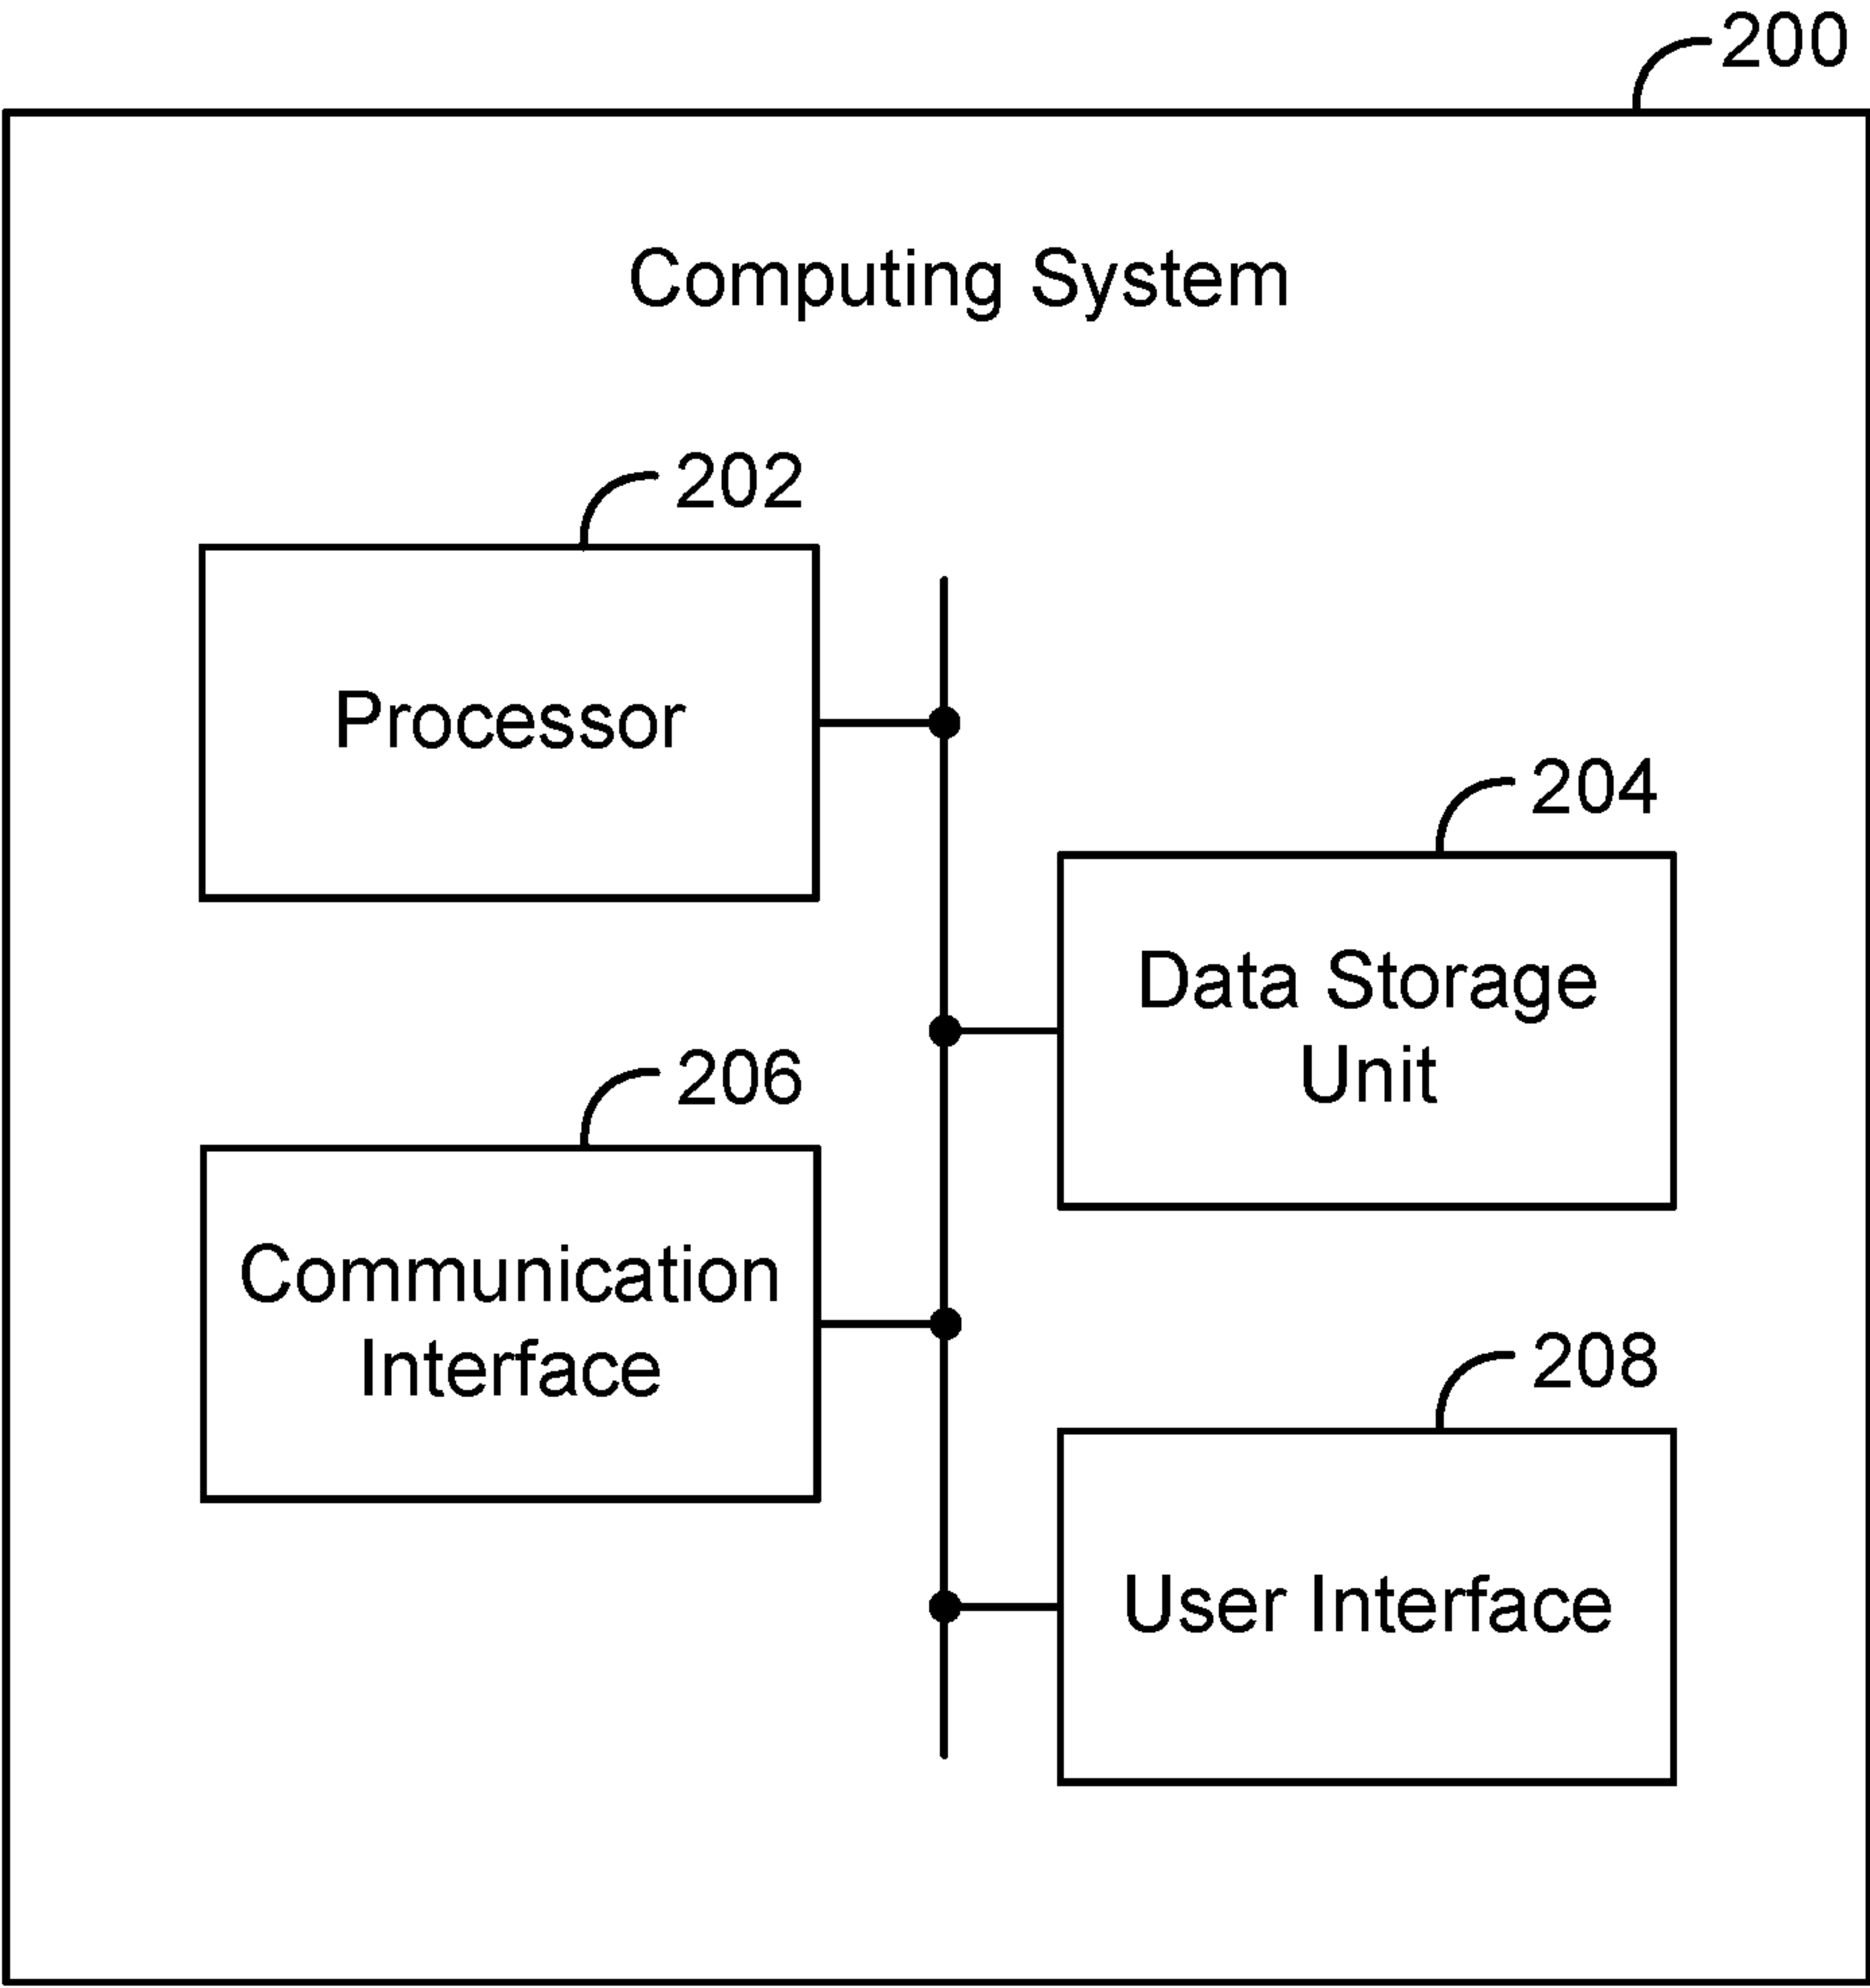 200
Computing System
202
Processor
204
Data Storage
Unit
206
Communication
Interface
208
User Interface